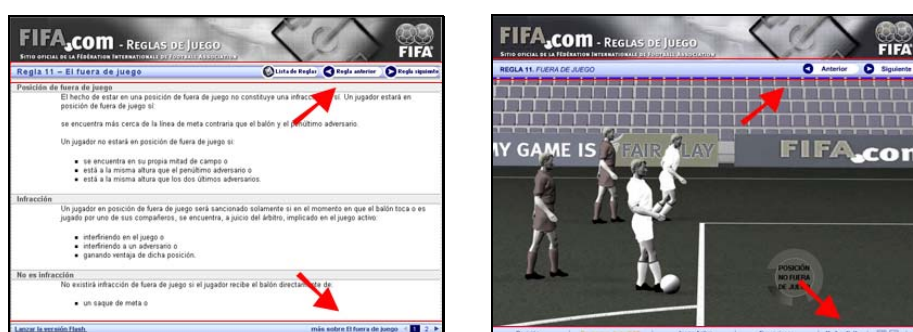 FIFA.com - REGLAS DE JUEGO
SITIO OFICIAL DE LA FÉDÉRATION INTERNATIONALE DE FOOTBALL ASSOCIATION
FIFA
Regla 11 – El fuera de juego
Lista de Reglas
Regla anterior
Regla siguiente
Posición de fuera de juego
El hecho de estar en una posición de fuera de juego no constituye una sí. Un jugador estará en
posición de fuera de juego si:
se encuentra más cerca de la línea de meta contraria que el balón y el penúltimo adversario.
Un jugador no estará en posición de fuera de juego si:
se encuentra en su propia mitad de campo o
está a la misma altura que el penúltimo adversario o
está a la misma altura que los dos últimos adversarios.
Infracción
Un jugador en posición de fuera de juego será sancionado solamente si en el momento en que el balón toca o es
jugado por uno de sus compañeros, se encuentra, a juicio del árbitro, implicado en el juego activo:
interfiriendo en el juego o
interfiriendo a un adversario o
ganando ventaja de dicha posición.
No es infracción
No existirá infracción de fuera de juego si el jugador recibe el balón directamente de:
un saque de meta o
Lanzar la versión Flash.
más sobre El fuera de juego
1 2
FIFA.com - REGLAS DE JUEGO
SITIO OFICIAL DE LA FÉDÉRATION INTERNATIONALE DE FOOTBALL ASSOCIATION
FIFA
REGLA 11. FUERA DE JUEGO
Anterior
Siguiente
MY GAME IS FAIR PLAY
FIFA.com
POSICIÓN
NO FUERA
DE JUEGO